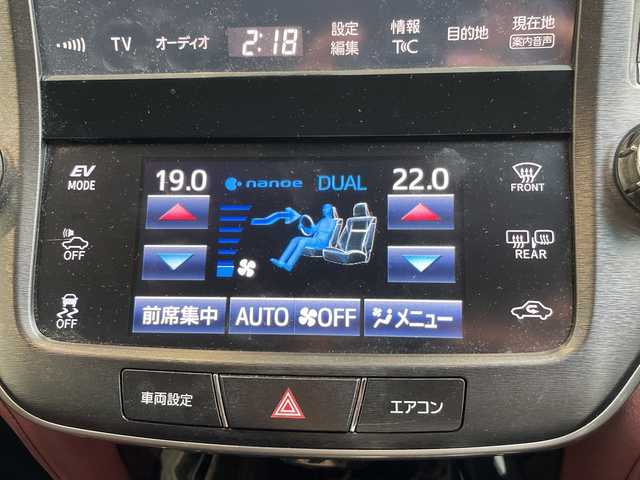 TV オーディオ 2:18 設定編集 情報T©C 目的地 現在地 案内音声
EV MODE
19.0 nanoe DUAL 22.0
FRONT
OFF
REAR
OFF
前席集中 AUTO OFF メニュー
車両設定 エアコン